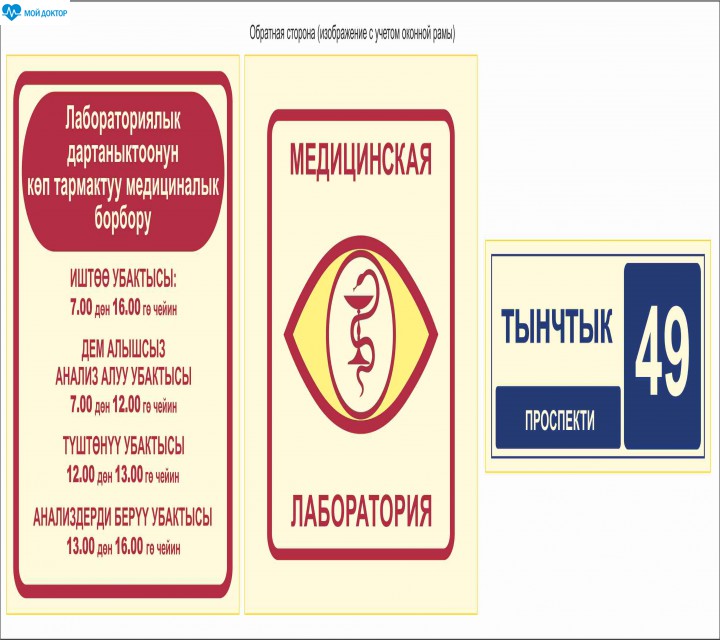 МОЙ ДОКТОР
Обратная сторона (изображение с учетом оконной рамы)
Лабораториялык
дартаныктоонун
көп тармактуу медициналык
борбору
ИШТӨӨ УБАКТЫСЫ:
7.00 дөн 16.00 гө чейин
ДЕМ АЛЫШСЫЗ
АНАЛИЗ АЛУУ УБАКТЫСЫ
7.00 дөн 12.00 гө чейин
ТҮШТӨНҮҮ УБАКТЫСЫ
12.00 дөн 13.00 гө чейин
АНАЛИЗДЕРДИ БЕРҮҮ УБАКТЫСЫ
13.00 дөн 16.00 гө чейин
МЕДИЦИНСКАЯ
ЛАБОРАТОРИЯ
ТЫНЧТЫК
49
ПРОСПЕКТИ